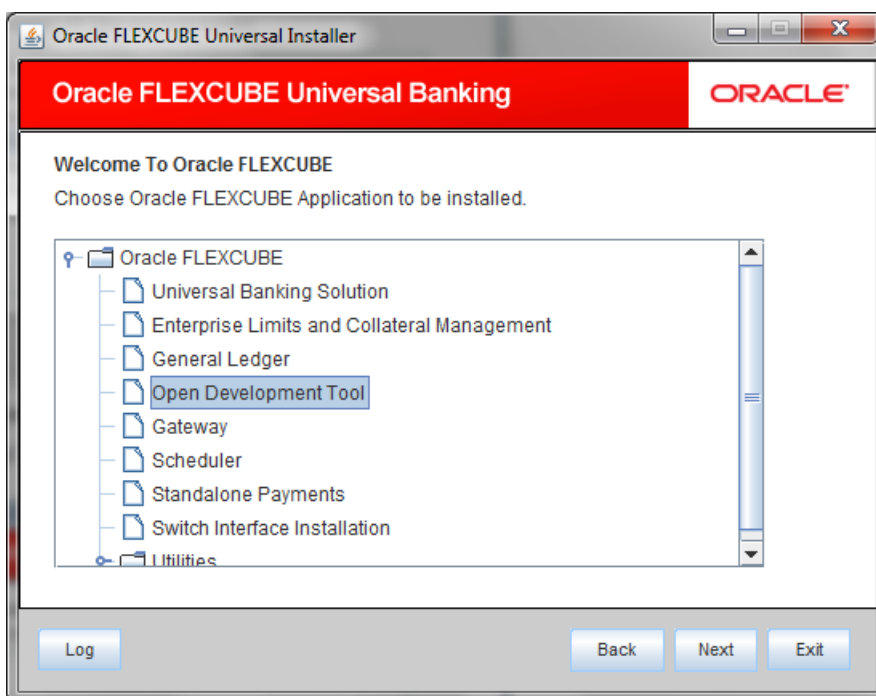 Oracle FLEXCUBE Universal Installer
Oracle FLEXCUBE Universal Banking
ORACLE
Welcome To Oracle FLEXCUBE
Choose Oracle FLEXCUBE Application to be installed.
Oracle FLEXCUBE
Universal Banking Solution
Enterprise Limits and Collateral Management
General Ledger
Open Development Tool
Gateway
Scheduler
Standalone Payments
Switch Interface Installation
Utilities
Log Back Next Exit